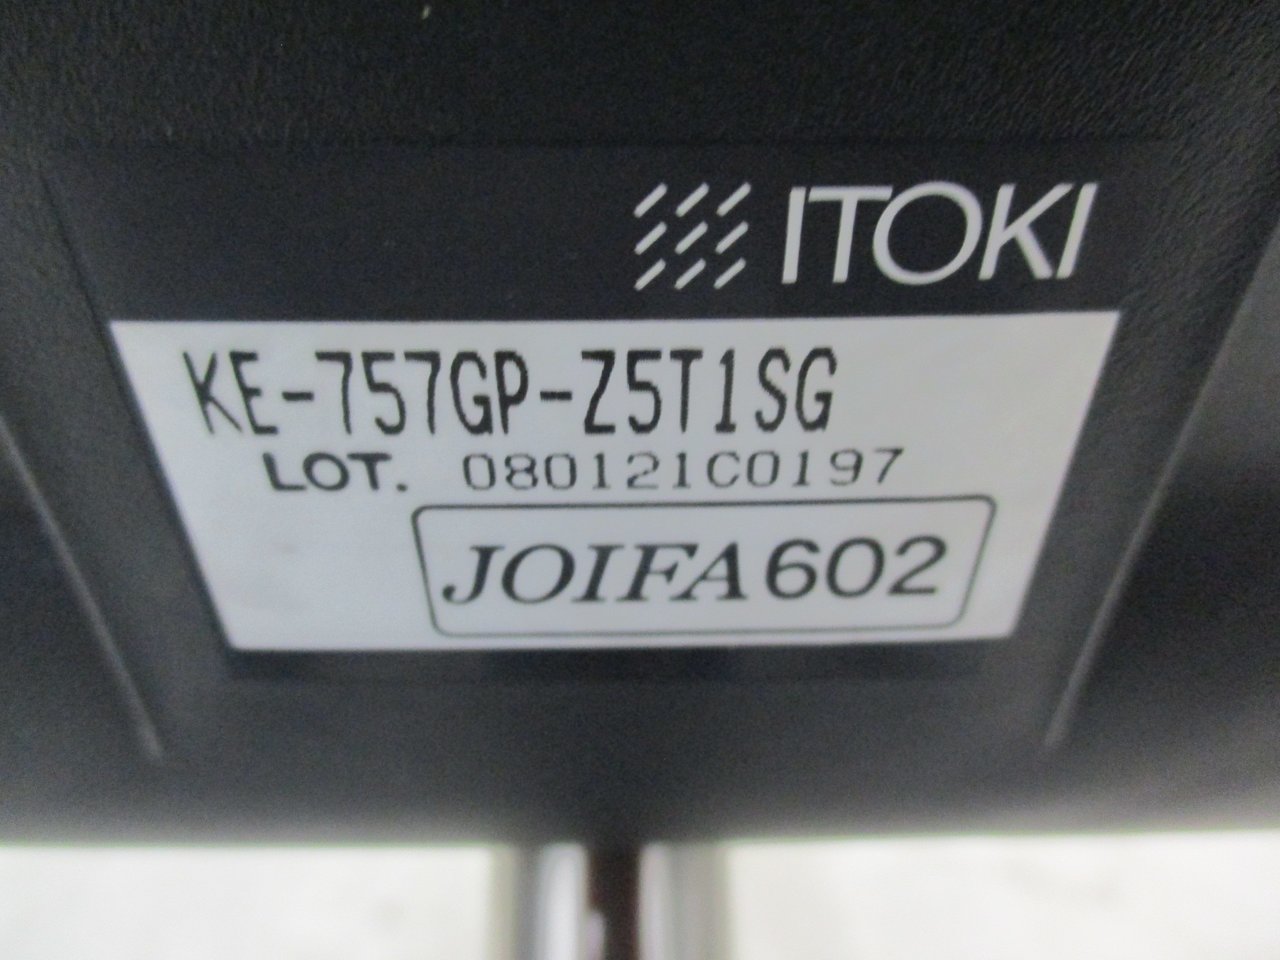 ITOKI
KE-757GP-Z5T1SG
LOT. 080121C0197
JOIFA602